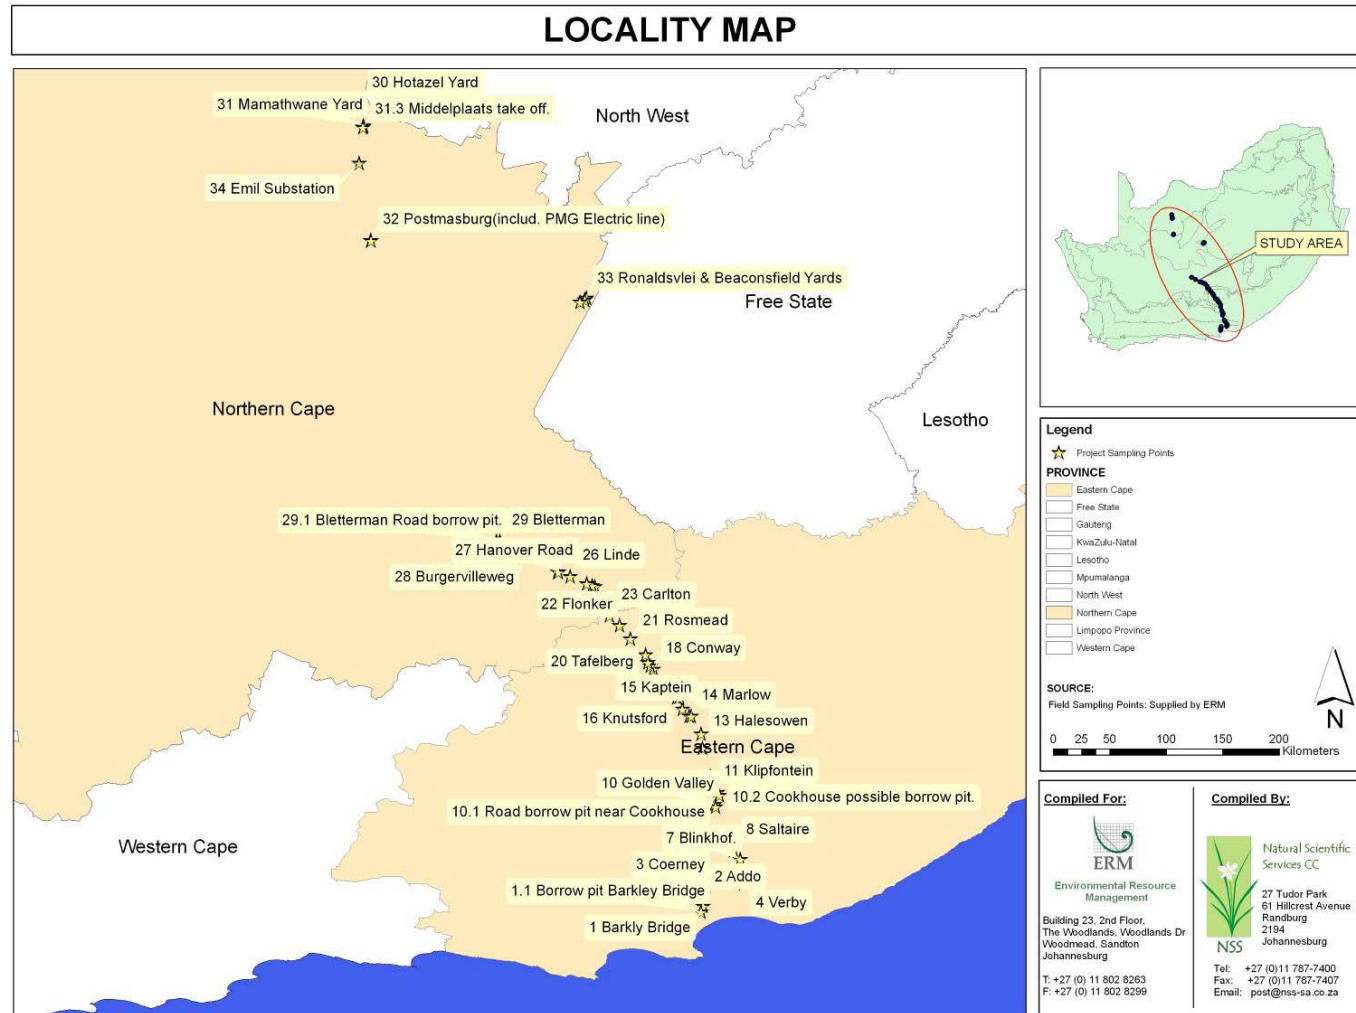 LOCALITY MAP
30 Hotazel Yard
31 Mamathwane Yard
31.3 Middelplaats take off.
North West
34 Emil Substation
32 Postmasburg(includ. PMG Electric line)
33 Ronaldsvlei & Beaconsfield Yards
Free State
Northern Cape
Lesotho
29.1 Bletterman Road borrow pit.
29 Bletterman
27 Hanover Road
26 Linde
28 Burgervilleweg
23 Carlton
22 Flonker
21 Rosmead
18 Conway
20 Tafelberg
15 Kaptein
14 Marlow
16 Knutsford
13 Halesowen
Eastern Cape
11 Klipfontein
10 Golden Valley
10.2 Cookhouse possible borrow pit.
10.1 Road borrow pit near Cookhouse
8 Saltaire
7 Blinkhof.
3 Coerney
2 Addo
1.1 Borrow pit Barkley Bridge
4 Verby
1 Barkly Bridge
Western Cape
STUDY AREA
Legend
Project Sampling Points
PROVINCE
Eastern Cape
Free State
Gauteng
KwaZulu-Natal
Lesotho
Mpumalanga
North West
Northern Cape
Limpopo Province
Western Cape
SOURCE:
Field Sampling Points: Supplied by ERM
N
0 25 50 100 150 200
Kilometers
Compiled For:
ERM
Environmental Resource
Management
Building 23, 2nd Floor,
The Woodlands, Woodlands Dr
Woodmead, Sandton
Johannesburg
T: +27 (0) 11 802 8263
F: +27 (0) 11 802 8299
Compiled By:
Natural Scientific
Services CC
NSS
27 Tudor Park
61 Hillcrest Avenue
Randburg
2194
Johannesburg
Tel: +27 (0)11 787-7400
Fax: +27 (0)11 787-7407
Email: post@nss-sa.co.za